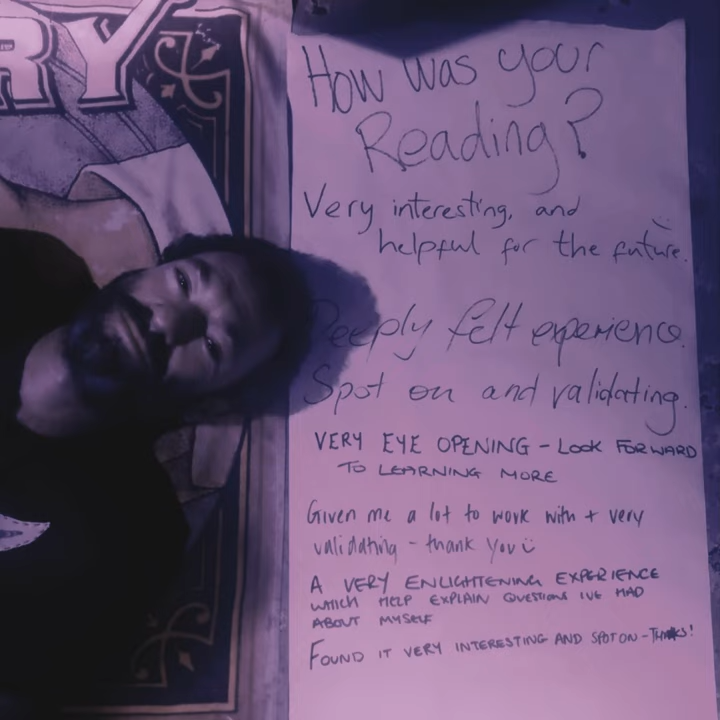 RY
How was your
Reading?
Very interesting, and
helpful for the future.
Deeply felt experience.
Spot on and validating.
VERY EYE OPENING - LOOK FORWARD
TO LEARNING MORE
Given me a lot to work with + very
validating - thank you
A VERY ENLIGHTENING EXPERIENCE
WHICH HELP EXPLAIN QUESTIONS IVE HAD
ABOUT MYSELF
FOUND IT VERY INTERESTING AND SPOT ON - THANKS!